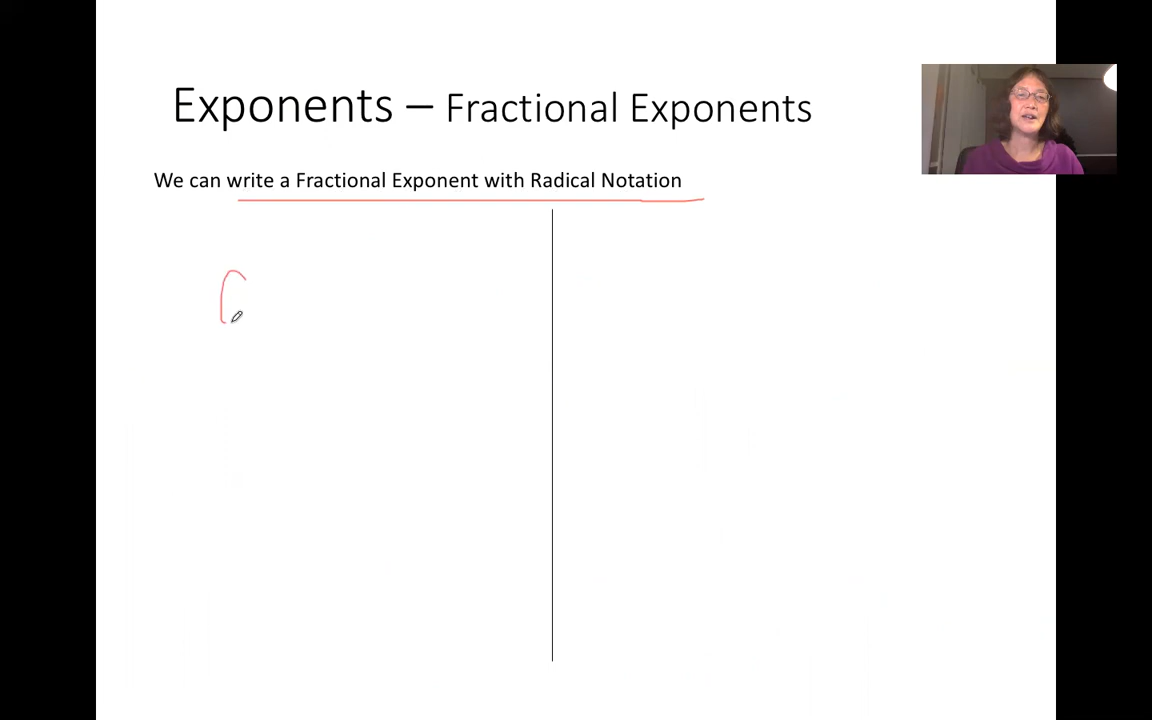 Exponents – Fractional Exponents
We can write a Fractional Exponent with Radical Notation